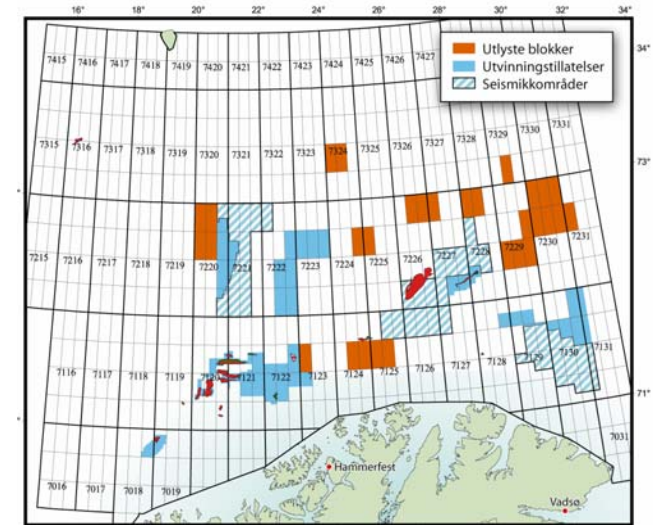 14° 16° 18° 20° 22° 24° 26° 28° 30° 32° 34°
Utlyste blokker
Utvinningstillatelser
Seismikkområder
34°
7415 7416 7417 7418 7419 7420 7421 7422 7423 7424 7425 7426 7427
7329 7330 7331
73°
7315 7316 7317 7318 7319 7320 7321 7322 7323 7324 7325 7326 7327 7328
7215 7216 7217 7218 7219 7220 7221 7222 7223 7224 7225 7226 7227 7228 7229 7230 7231
7116 7117 7118 7119 7120 7121 7122 7123 7124 7125 7126 7127 7128 7129 7130 7131
71°
7031
7016 7017 7018 7019
Hammerfest
Vadsø